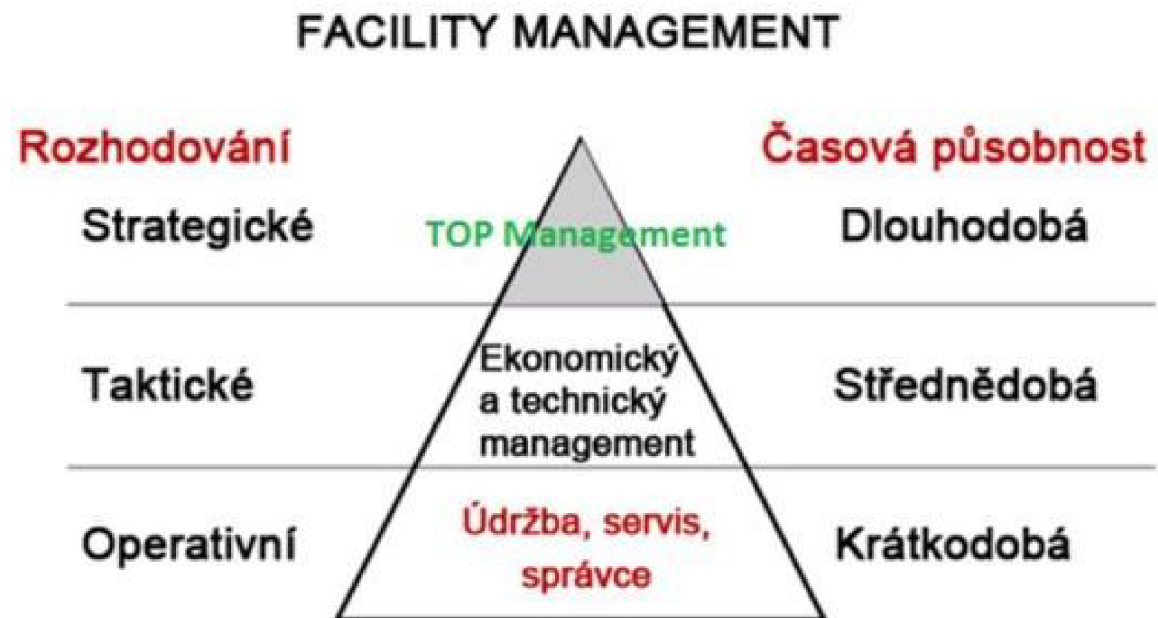 FACILITY MANAGEMENT
Rozhodování
Časová působnost
Strategické
TOP Management
Dlouhodobá
Taktické
Ekonomický
a technický
management
Střednědobá
Operativní
Údržba, servis,
správce
Krátkodobá